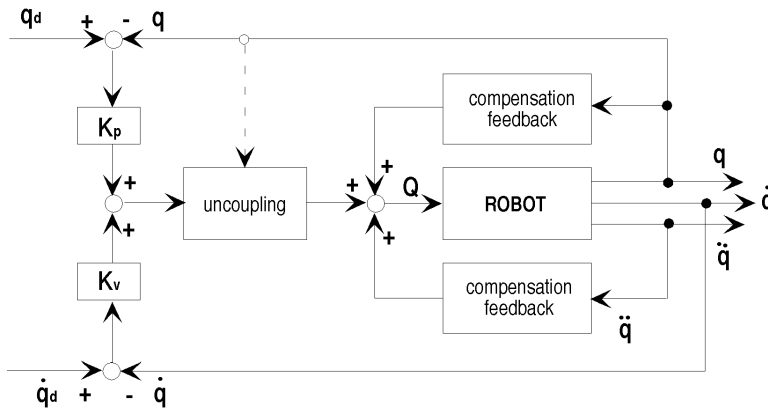 qd + - q
Kp
+
+
uncoupling
compensation
feedback
+
+
Q
+
ROBOT
q
q̇
q̈
compensation
feedback
q̈
Kv
q̇d + - q̇